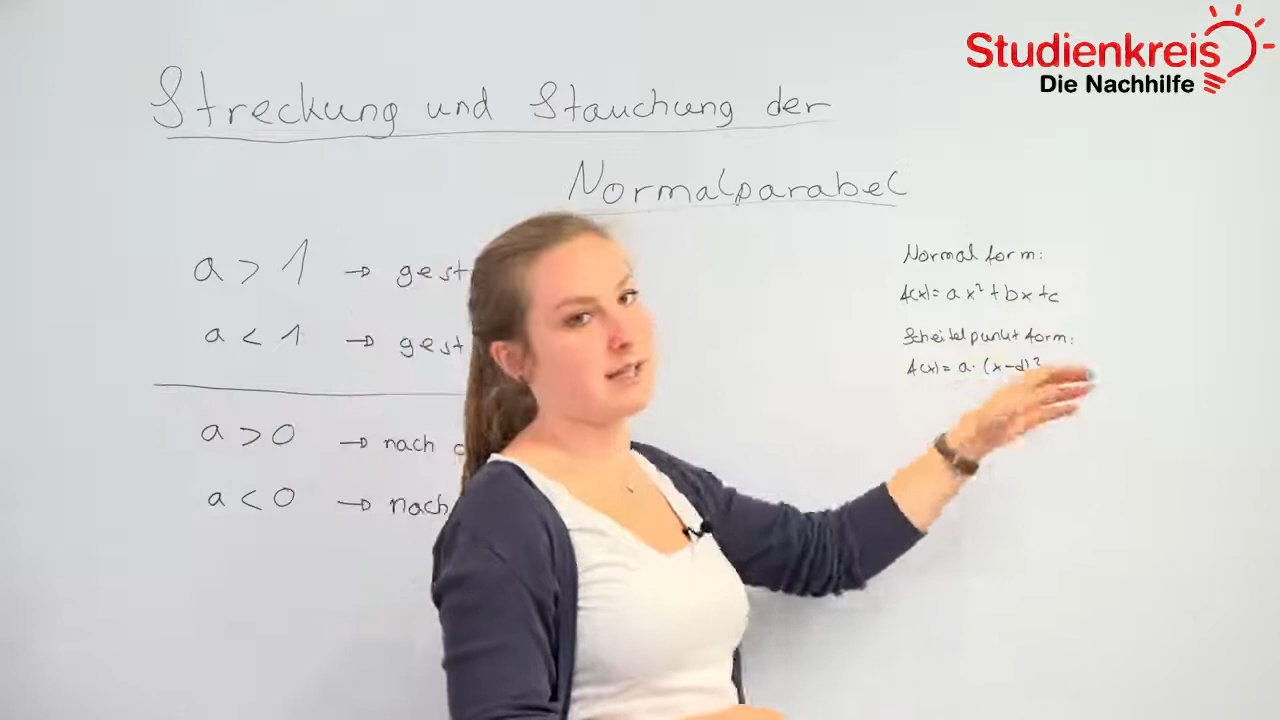 Studienkreis
Die Nachhilfe
Streckung und Stauchung der
Normalparabel
a > 1 → gest
a < 1 → gest
a > 0 → nach
a < 0 → nach
Normalform:
f(x) = ax² + bx + c
Scheitelpunktform:
f(x) = a · (x-d)²